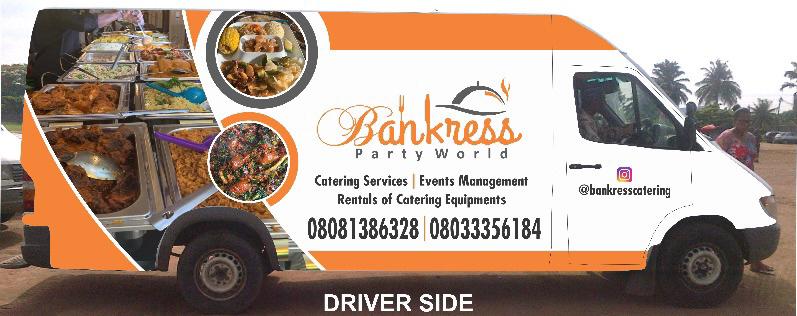 Bankress
Party World
Catering Services | Events Management
Rentals of Catering Equipments
08081386328 | 08033356184
@bankresscatering
DRIVER SIDE